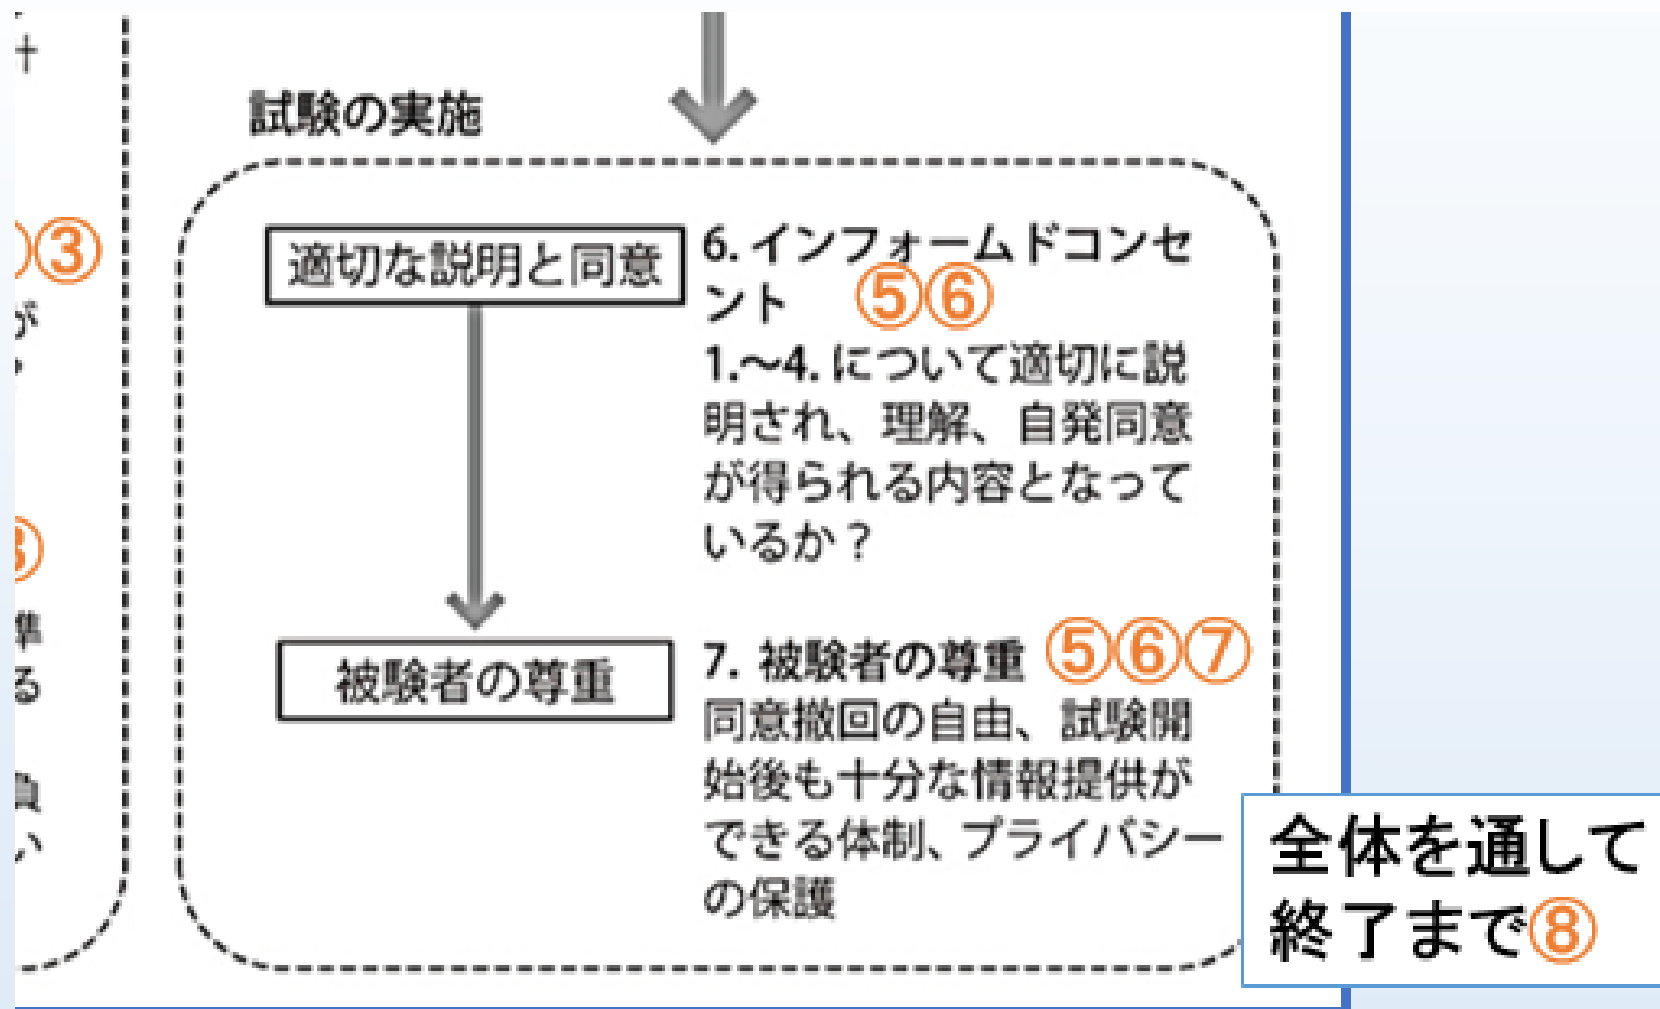 計
試験の実施
③
が
適切な説明と同意
6. インフォームドコンセ
ント ⑤⑥
1.～4. について適切に説
明され、理解、自発同意
が得られる内容となって
いるか？
準
る
負
い
被験者の尊重
7. 被験者の尊重 ⑤⑥⑦
同意撤回の自由、試験開
始後も十分な情報提供が
できる体制、プライバシー
の保護
全体を通して
終了まで⑧